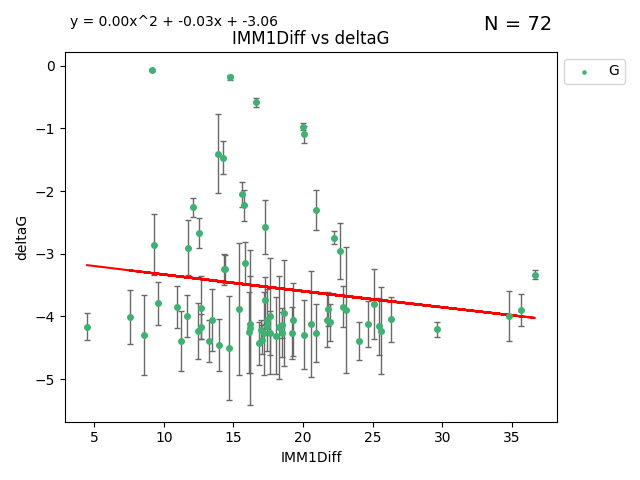 y = 0.00x^2 + -0.03x + -3.06
N = 72
IMM1Diff vs deltaG
G
deltaG
0
−1
−2
−3
−4
−5
5 10 15 20 25 30 35
IMM1Diff